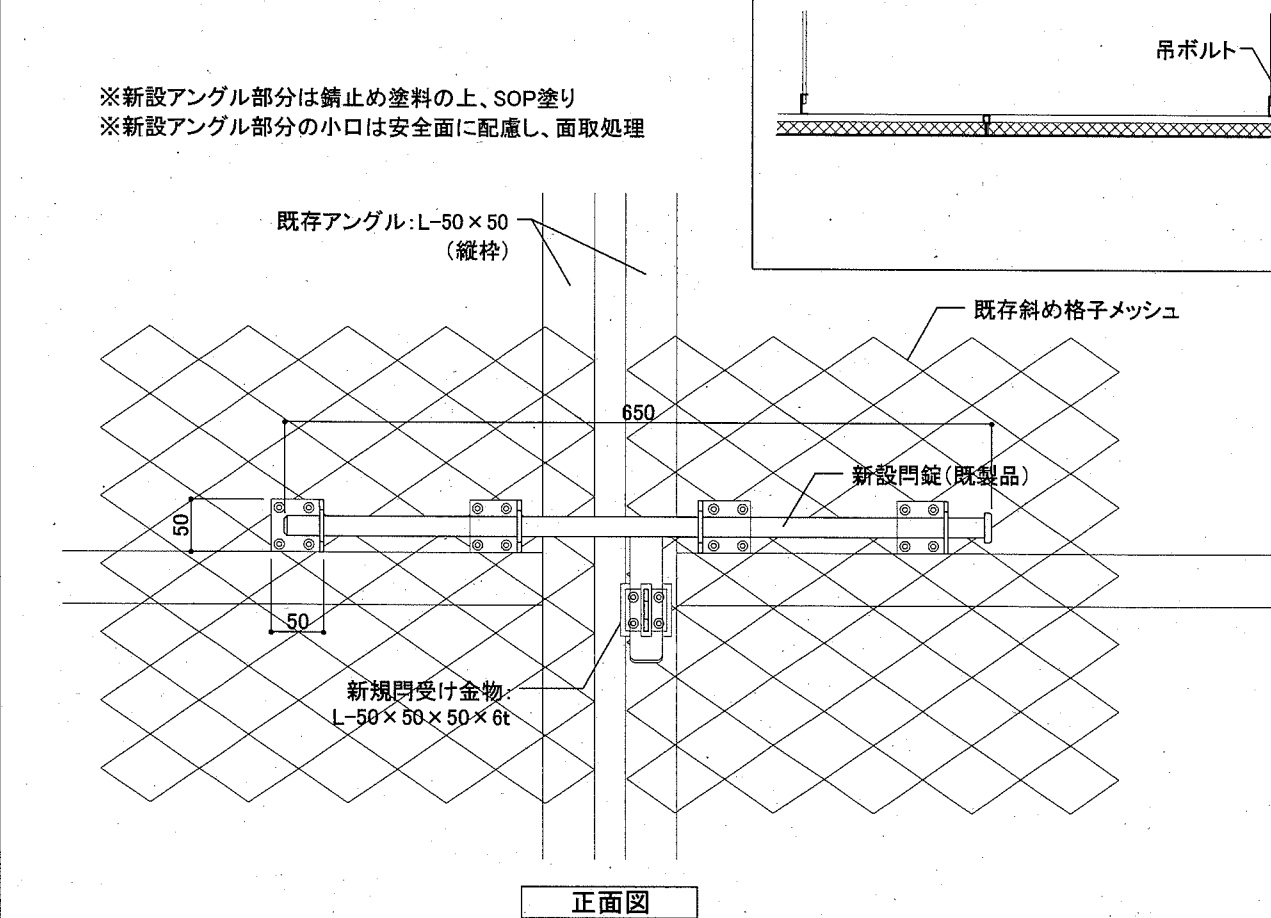 ※新設アングル部分は錆止め塗料の上、SOP塗り
※新設アングル部分の小口は安全面に配慮し、面取処理
吊ボルト
既存アングル:L-50×50
(縦枠)
既存斜め格子メッシュ
650
新設閂錠(既製品)
50
50
新規閂受け金物:
L-50×50×50×6t
正面図